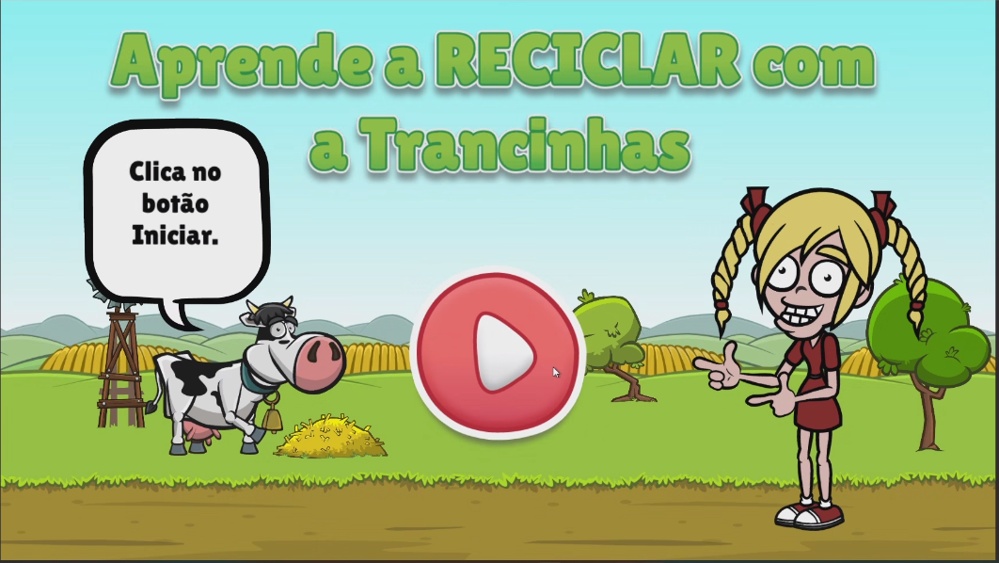 Aprende a RECICLAR com
a Trancinhas
Clica no
botão
Iniciar.